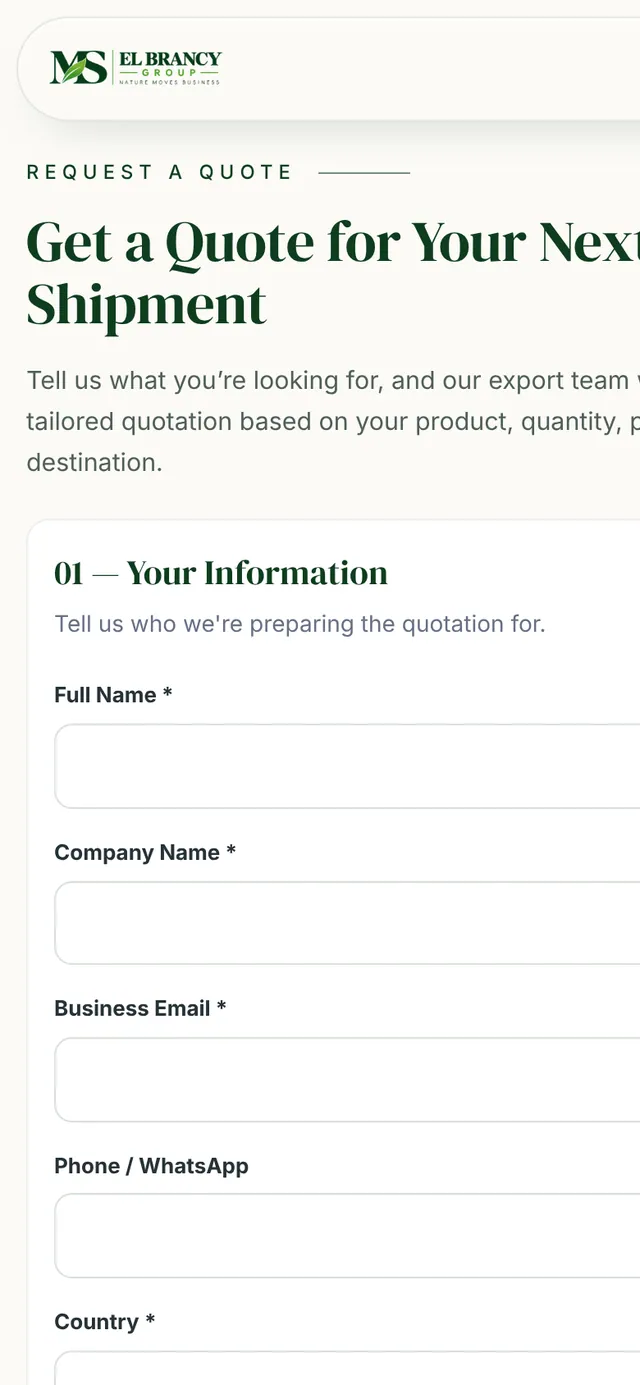 MS
EL BRANCY
GROUP
NATURE MOVES BUSINESS
REQUEST A QUOTE
Get a Quote for Your Next
Shipment
Tell us what you’re looking for, and our export team
tailored quotation based on your product, quantity,
destination.
01 — Your Information
Tell us who we're preparing the quotation for.
Full Name *
Company Name *
Business Email *
Phone / WhatsApp
Country *